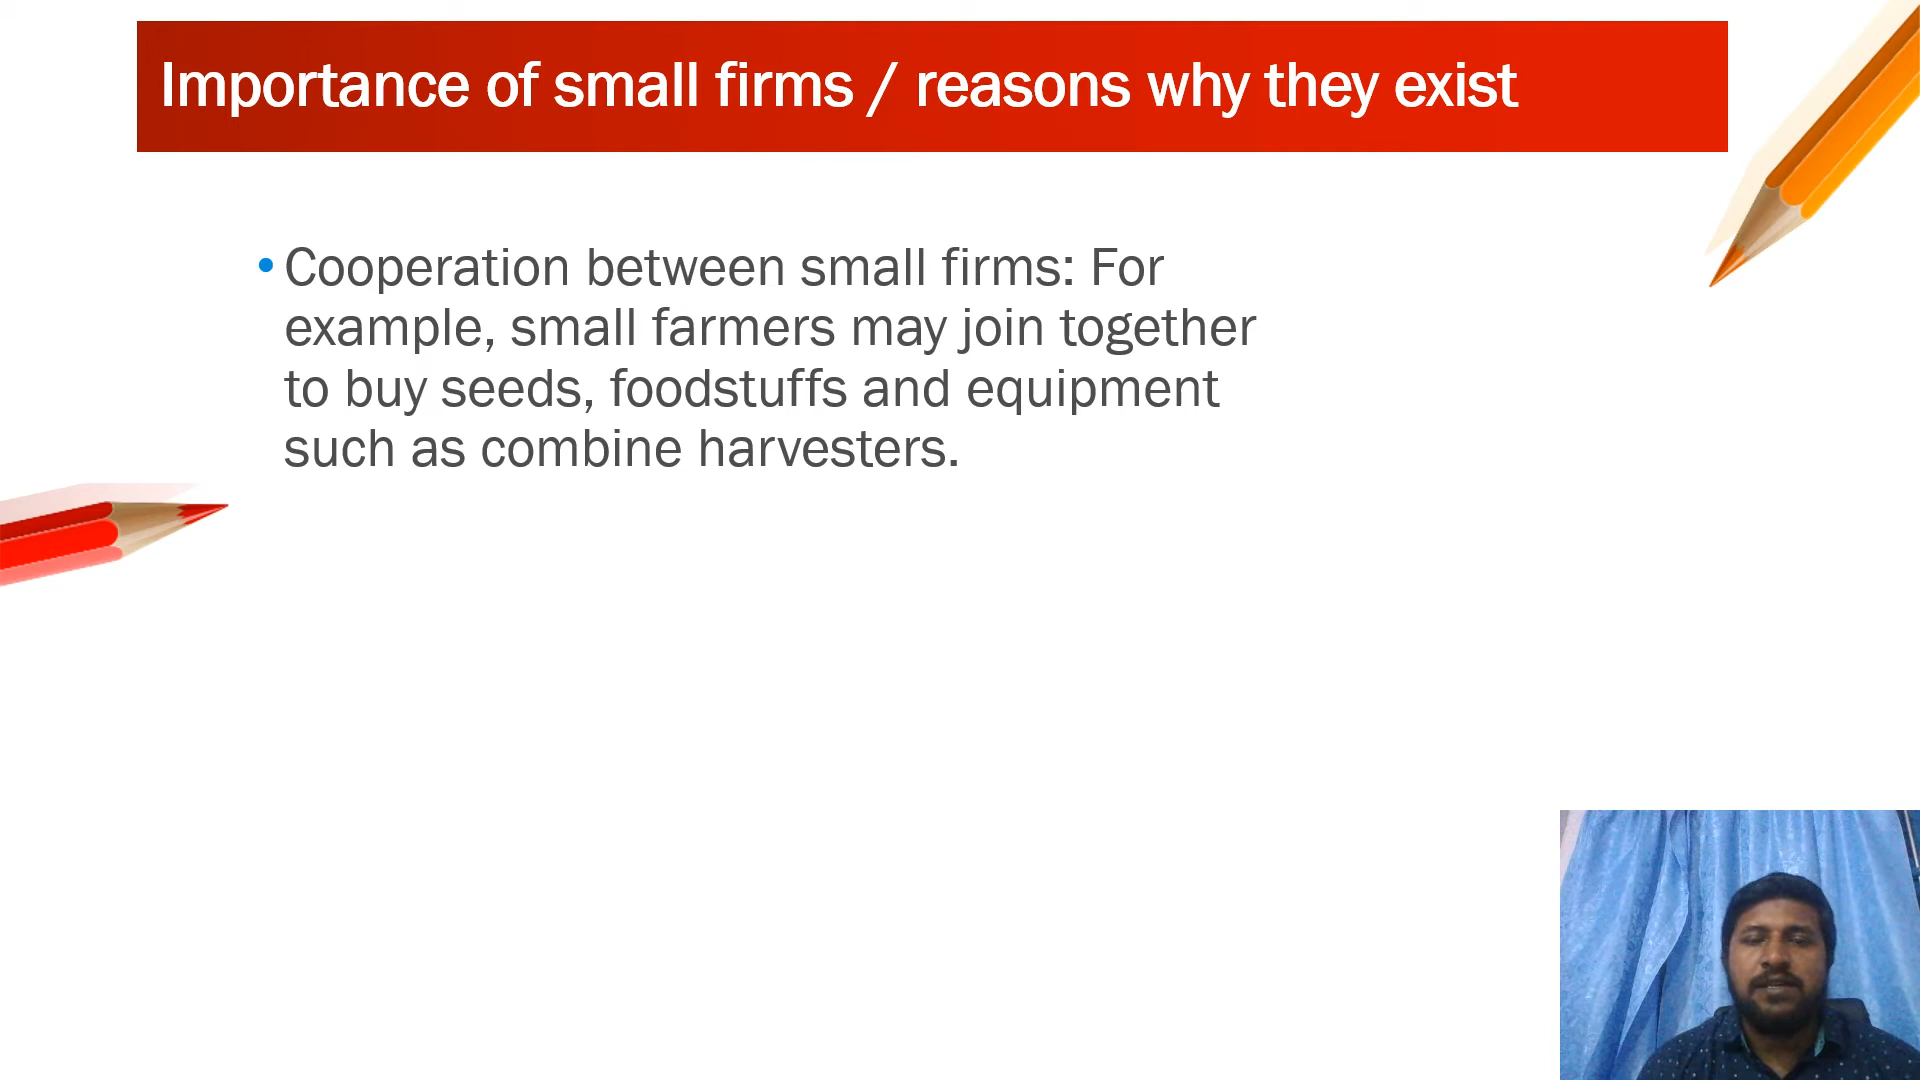 Importance of small firms / reasons why they exist
• Cooperation between small firms: For
example, small farmers may join together
to buy seeds, foodstuffs and equipment
such as combine harvesters.